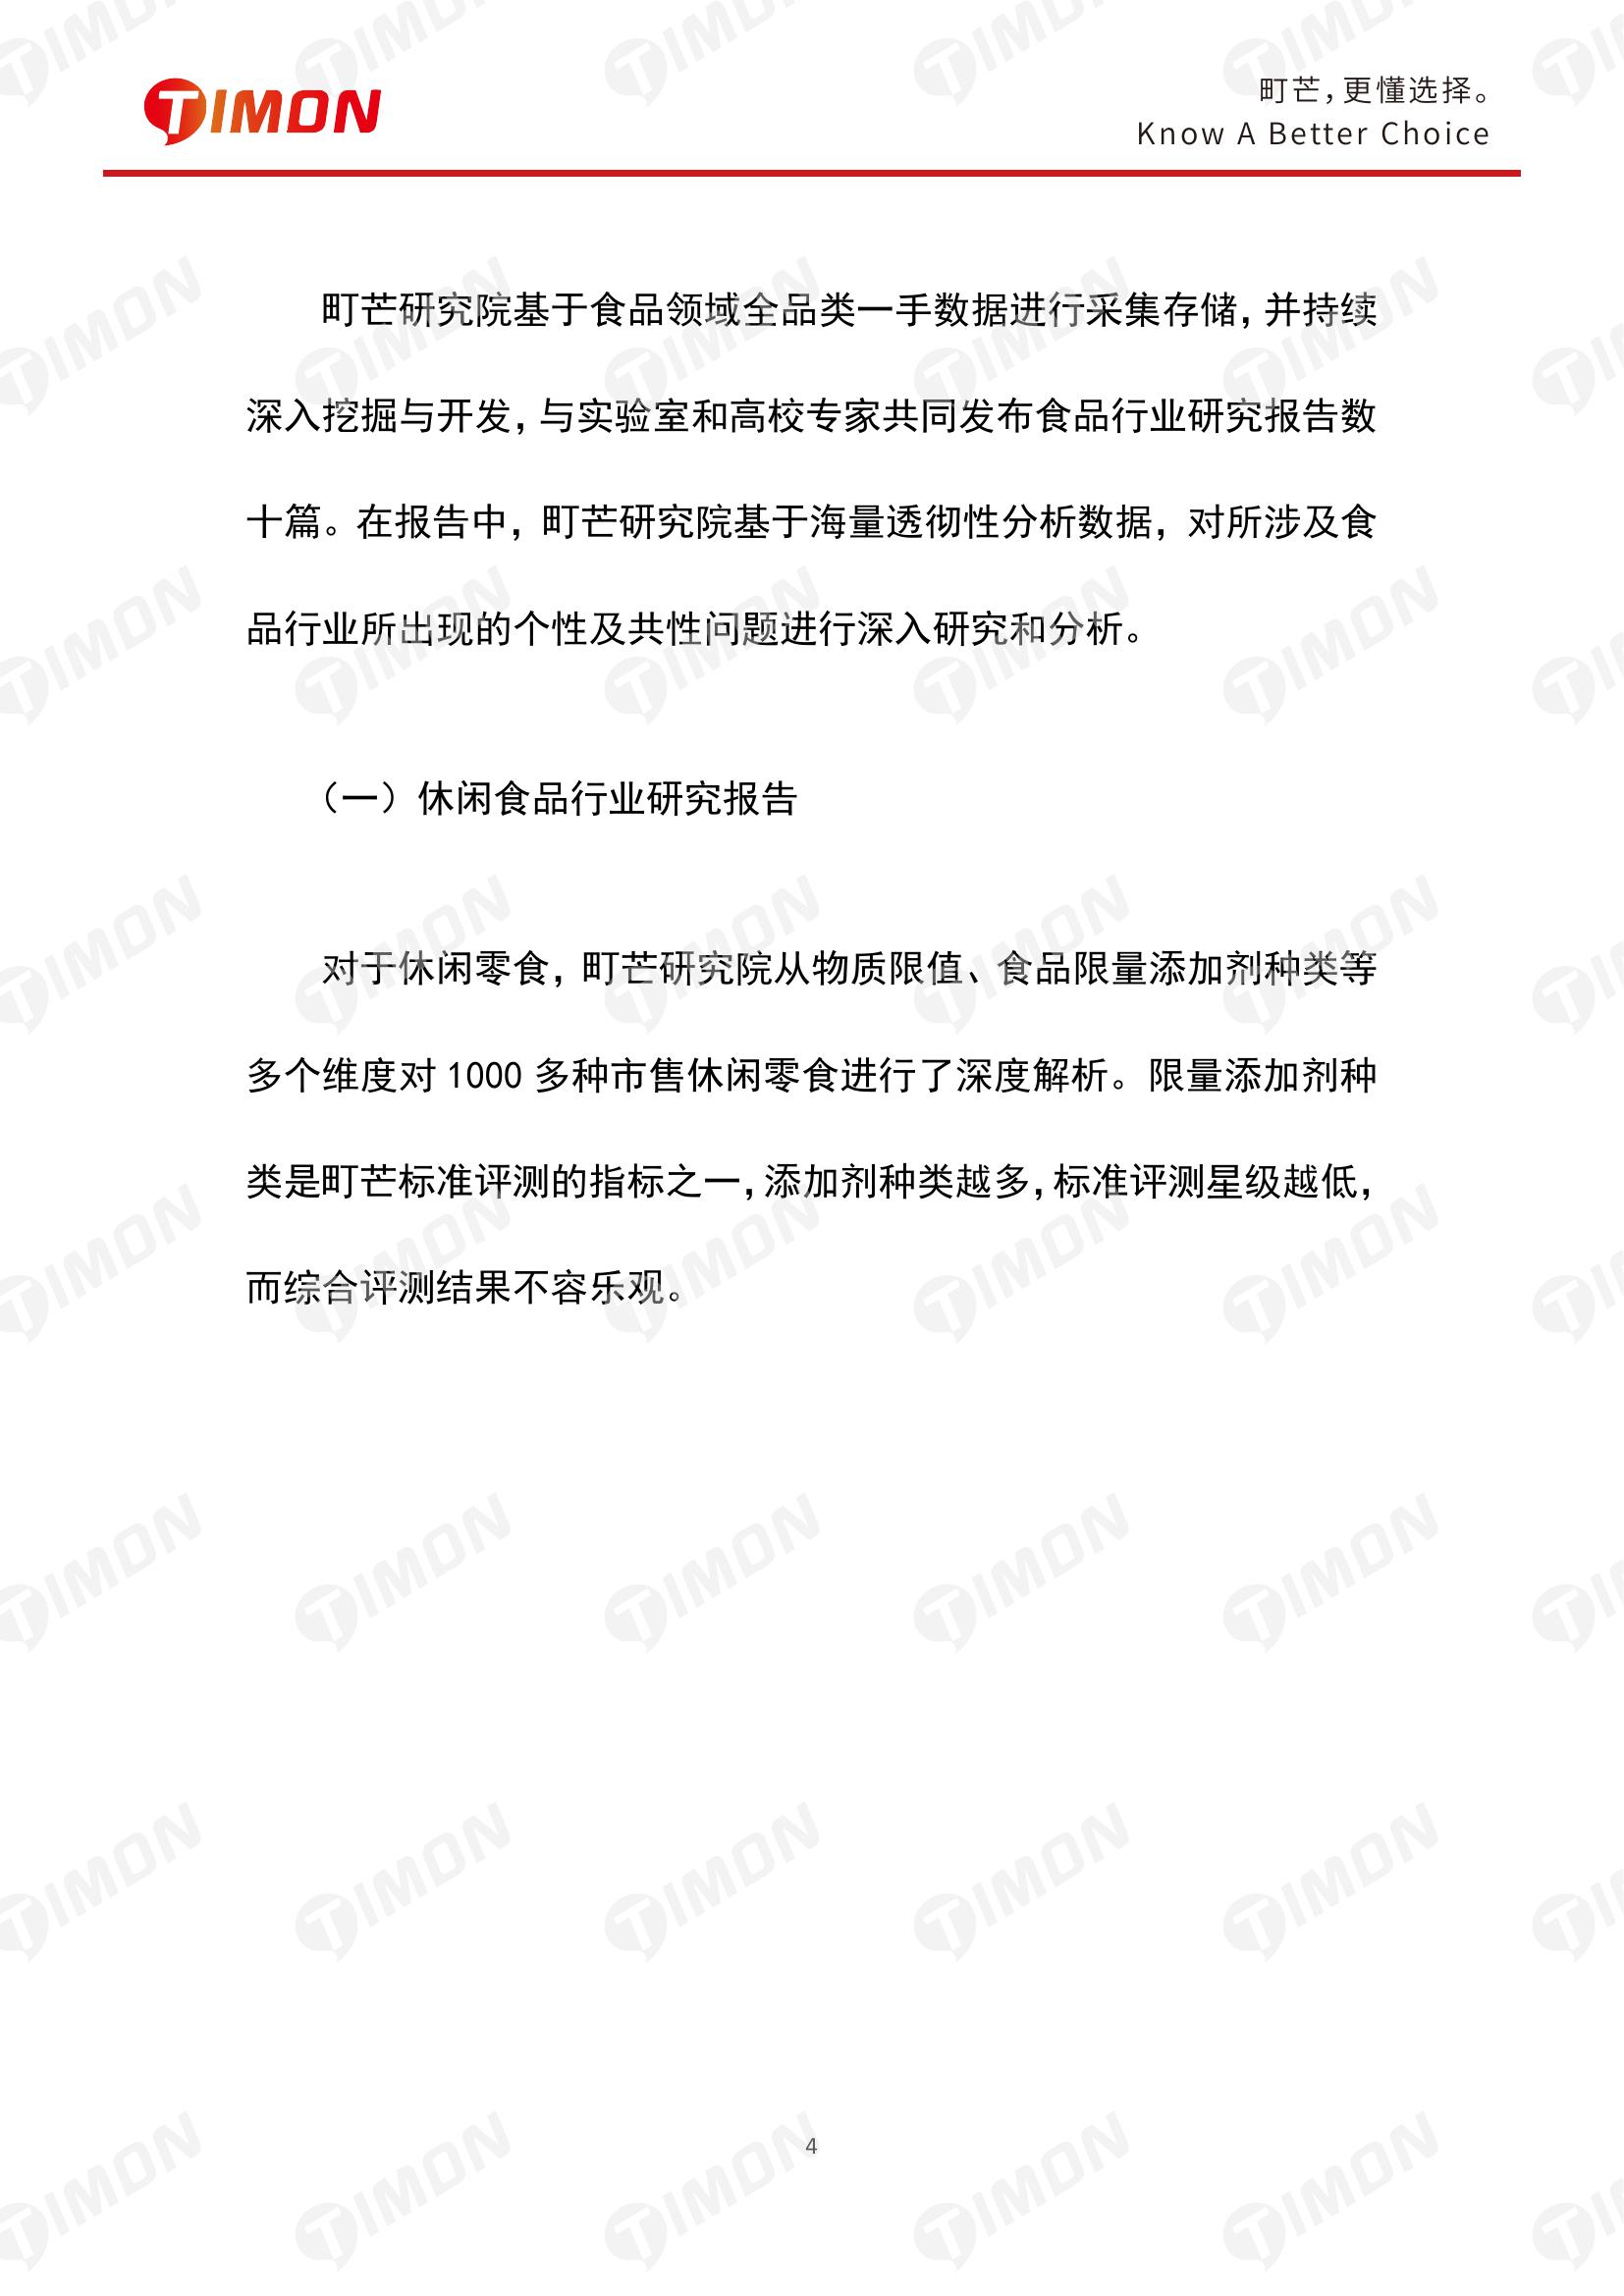 TIMON
町芒，更懂选择。
Know A Better Choice
町芒研究院基于食品领域全品类一手数据进行采集存储，并持续
深入挖掘与开发，与实验室和高校专家共同发布食品行业研究报告数
十篇。在报告中，町芒研究院基于海量透彻性分析数据，对所涉及食
品行业所出现的个性及共性问题进行深入研究和分析。
（一）休闲食品行业研究报告
对于休闲零食，町芒研究院从物质限值、食品限量添加剂种类等
多个维度对 1000 多种市售休闲零食进行了深度解析。限量添加剂种
类是町芒标准评测的指标之一，添加剂种类越多，标准评测星级越低，
而综合评测结果不容乐观。
4